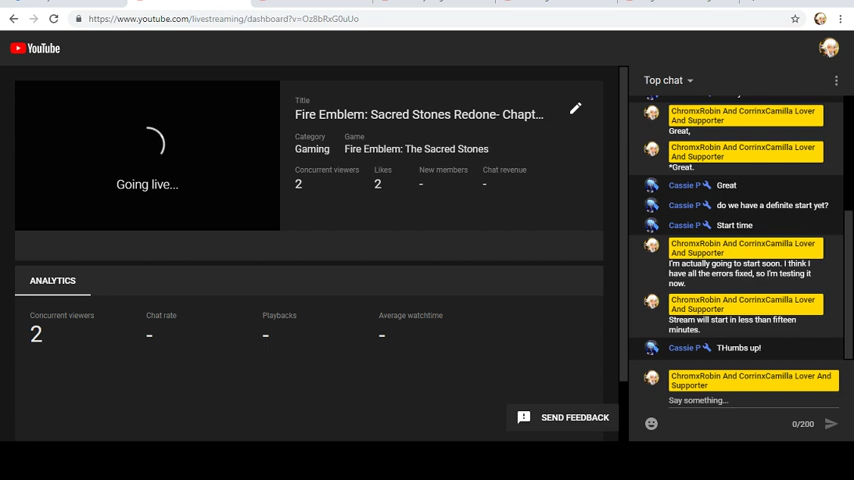 https://www.youtube.com/livestreaming/dashboard?v=Oz8bRxG0uUo
YouTube
Going live...
Title
Fire Emblem: Sacred Stones Redone- Chapt...
Category Game
Gaming Fire Emblem: The Sacred Stones
Concurrent viewers Likes New members Chat revenue
2 2 - -
ANALYTICS
Concurrent viewers Chat rate Playbacks Average watchtime
2 - - -
SEND FEEDBACK
Top chat
ChromxRobin And CorrinxCamilla Lover
And Supporter
Great,
ChromxRobin And CorrinxCamilla Lover
And Supporter
*Great.
Cassie P Great
Cassie P do we have a definite start yet?
Cassie P Start time
ChromxRobin And CorrinxCamilla Lover
And Supporter
I'm actually going to start soon. I think I
have all the errors fixed, so I'm testing it
now.
ChromxRobin And CorrinxCamilla Lover
And Supporter
Stream will start in less than fifteen
minutes.
Cassie P THumbs up!
ChromxRobin And CorrinxCamilla Lover And
Supporter
Say something...
0/200